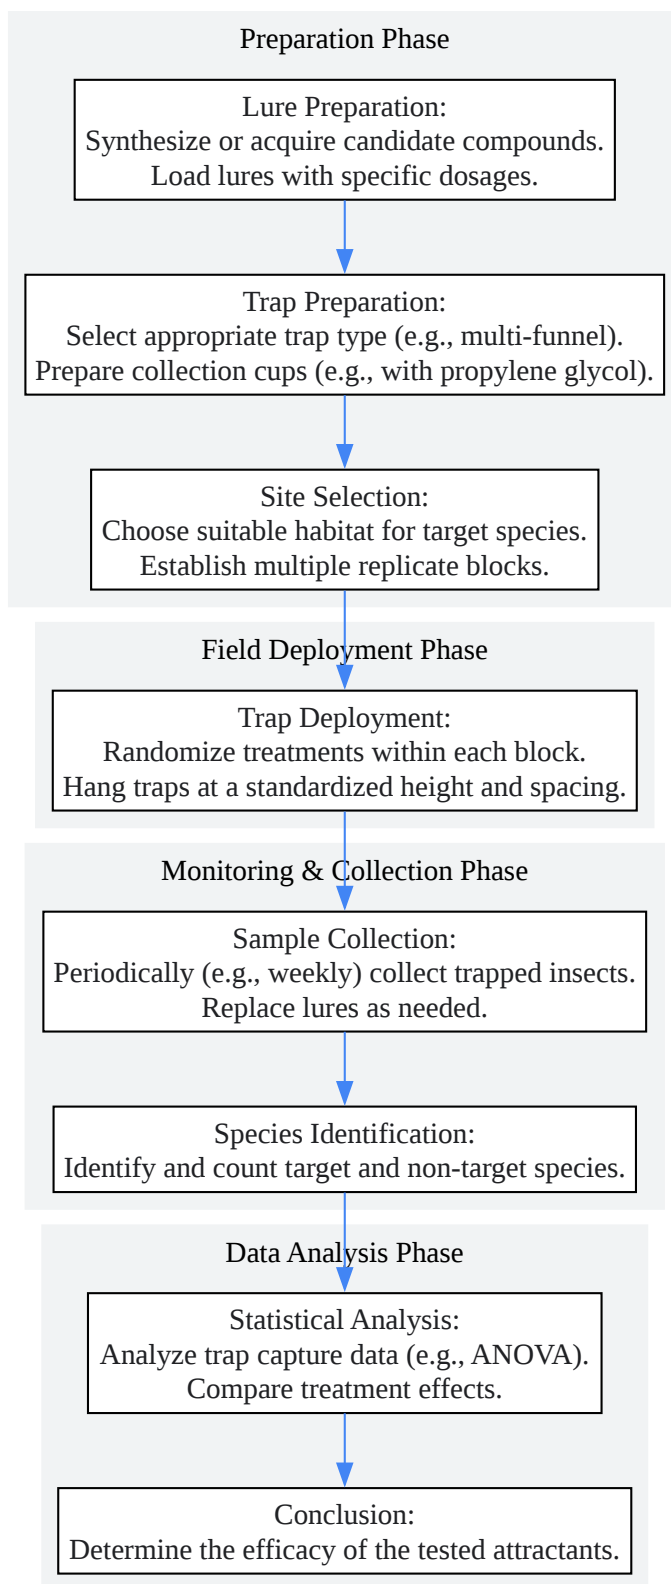 Preparation Phase
Lure Preparation:
Synthesize or acquire candidate compounds.
Load lures with specific dosages.
Trap Preparation:
Select appropriate trap type (e.g., multi-funnel).
Prepare collection cups (e.g., with propylene glycol).
Site Selection:
Choose suitable habitat for target species.
Establish multiple replicate blocks.
Field Deployment Phase
Trap Deployment:
Randomize treatments within each block.
Hang traps at a standardized height and spacing.
Monitoring & Collection Phase
Sample Collection:
Periodically (e.g., weekly) collect trapped insects.
Replace lures as needed.
Species Identification:
Identify and count target and non-target species.
Data Analysis Phase
Statistical Analysis:
Analyze trap capture data (e.g., ANOVA).
Compare treatment effects.
Conclusion:
Determine the efficacy of the tested attractants.